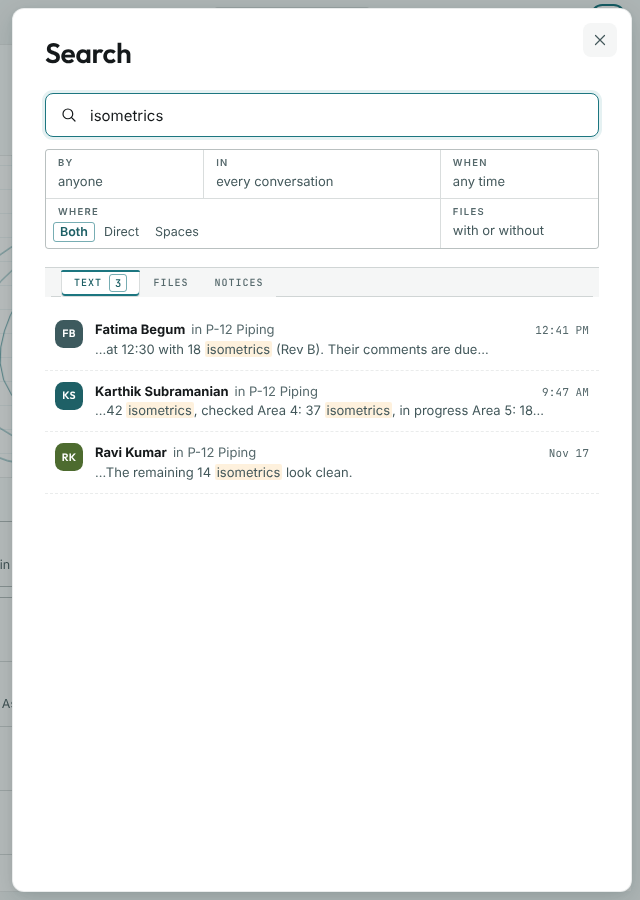 Search
isometrics
BY
anyone
IN
every conversation
WHEN
any time
WHERE
Both Direct Spaces
FILES
with or without
TEXT 3 FILES NOTICES
FB
Fatima Begum in P-12 Piping 12:41 PM
...at 12:30 with 18 isometrics (Rev B). Their comments are due...
KS
Karthik Subramanian in P-12 Piping 9:47 AM
...42 isometrics, checked Area 4: 37 isometrics, in progress Area 5: 18...
RK
Ravi Kumar in P-12 Piping Nov 17
...The remaining 14 isometrics look clean.
in